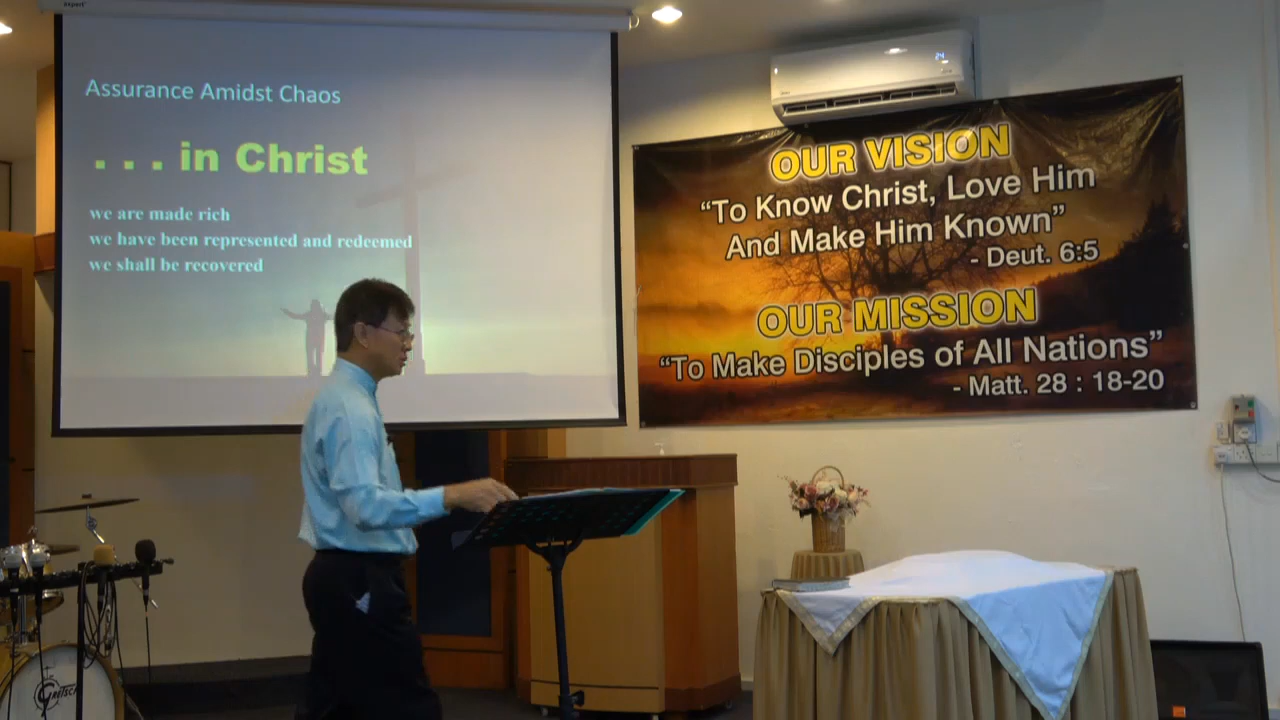 Assurance Amidst Chaos
. . . in Christ
we are made rich
we have been represented and redeemed
we shall be recovered
OUR VISION
“To Know Christ, Love Him
And Make Him Known”
- Deut. 6:5
OUR MISSION
“To Make Disciples of All Nations”
- Matt. 28 : 18-20
24
GRETSCH